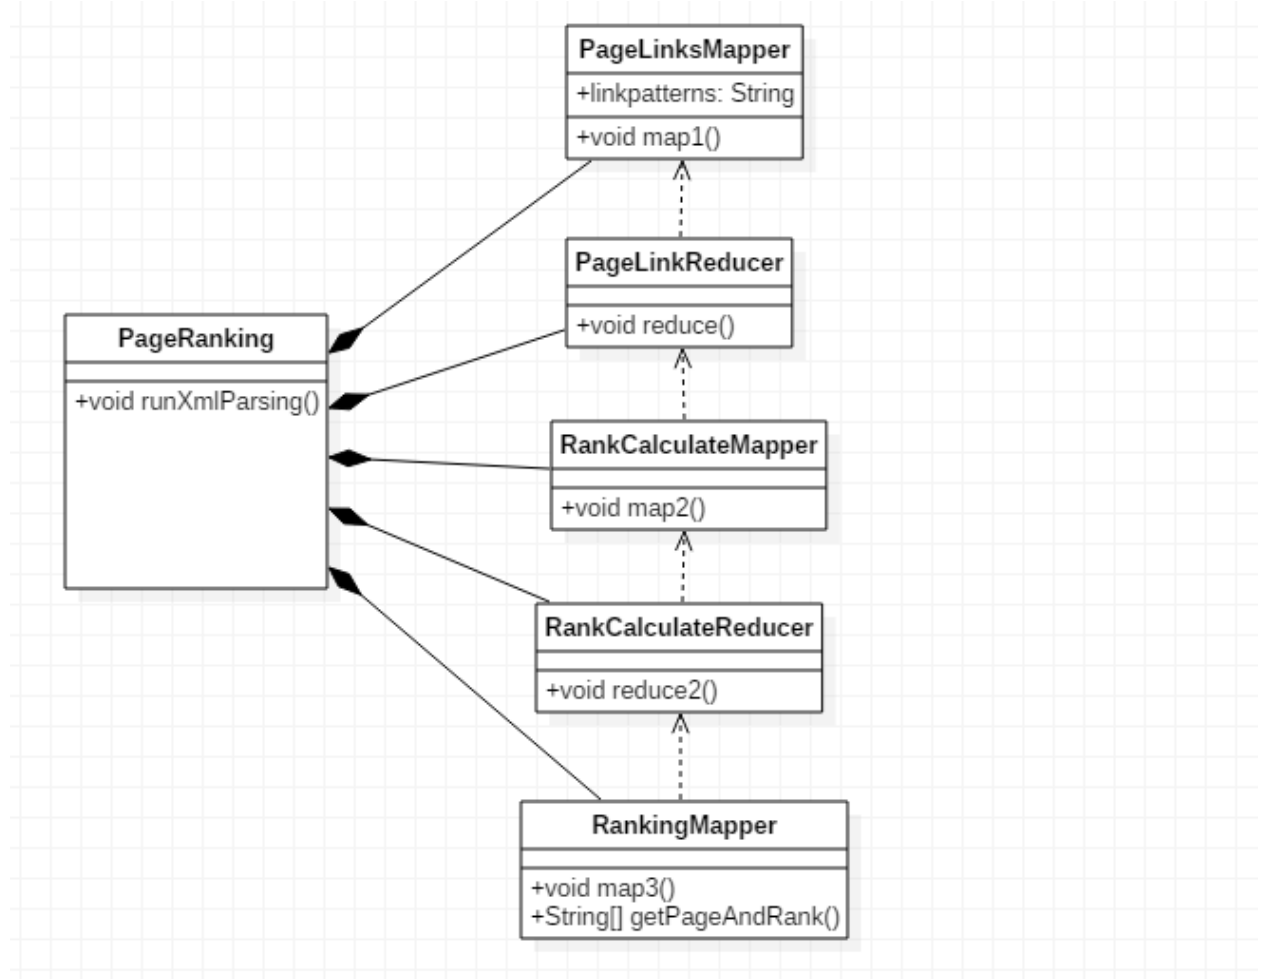 PageLinksMapper
+linkpatterns: String
+void map1()
PageLinkReducer
+void reduce()
PageRanking
+void runXmlParsing()
RankCalculateMapper
+void map2()
RankCalculateReducer
+void reduce2()
RankingMapper
+void map3()
+String[] getPageAndRank()